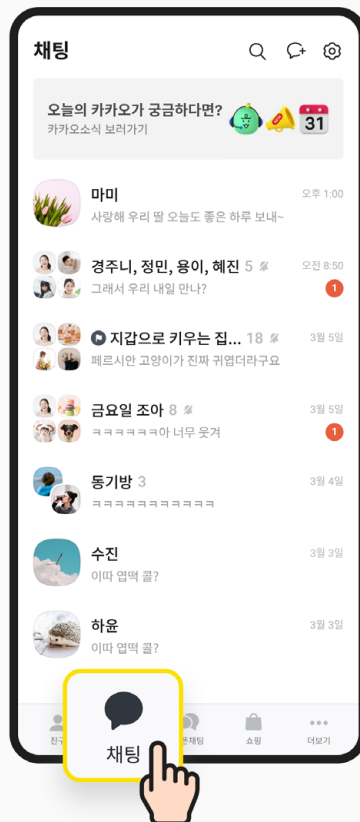 채팅
오늘의 카카오가 궁금하다면?
카카오소식 보러가기
31
마미
오후 1:00
사랑해 우리 딸 오늘도 좋은 하루 보내~
경주니, 정민, 용이, 혜진 5
오전 8:50
그래서 우리 내일 만나?
1
지갑으로 키우는 집... 18
3월 5일
페르시안 고양이가 진짜 귀엽더라구요
금요일 조아 8
3월 5일
ㅋㅋㅋㅋㅋㅋ아 너무 웃겨
1
동기방 3
3월 4일
ㅋㅋㅋㅋㅋㅋㅋㅋㅋㅋㅋ
수진
3월 3일
이따 엽떡 콜?
하윤
3월 3일
이따 엽떡 콜?
채팅
쇼핑
더보기